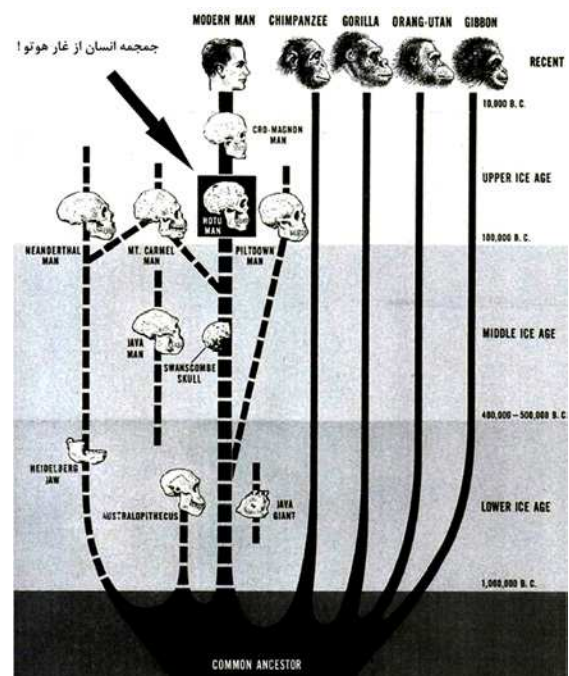 MODERN MAN
CHIMPANZEE
GORILLA
ORANG-UTAN
GIBBON
جمجمه انسان از غار هوتو !
RECENT
10,000 B. C.
CRO-MAGNON
MAN
UPPER ICE AGE
HOTU
MAN
NEANDERTHAL
MAN
MT. CARMEL
MAN
PILTDOWN
MAN
100,000 B. C.
MIDDLE ICE AGE
JAVA
MAN
SWANSCOMBE
SKULL
400,000—500,000 B. C.
HEIDELBERG
JAW
AUSTRALOPITHECUS
JAVA
GIANT
LOWER ICE AGE
1,000,000 B. C.
COMMON ANCESTOR